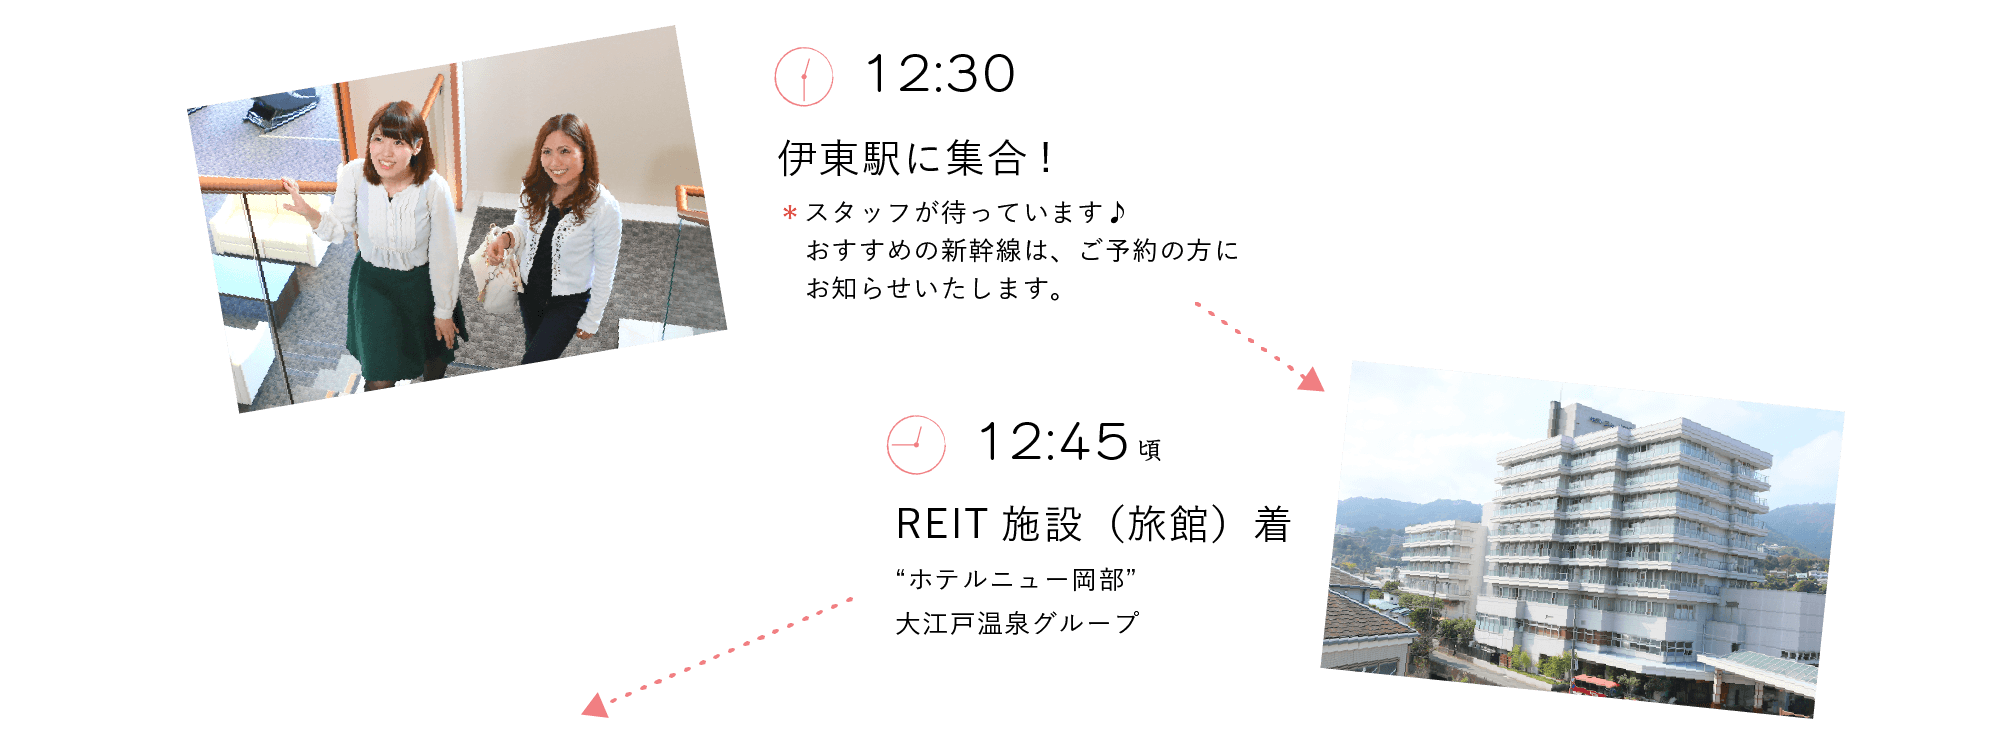 12:30
伊東駅に集合！
＊スタッフが待っています♪
おすすめの新幹線は、ご予約の方に
お知らせいたします。
12:45 頃
REIT 施設（旅館）着
“ホテルニュー岡部”
大江戸温泉グループ